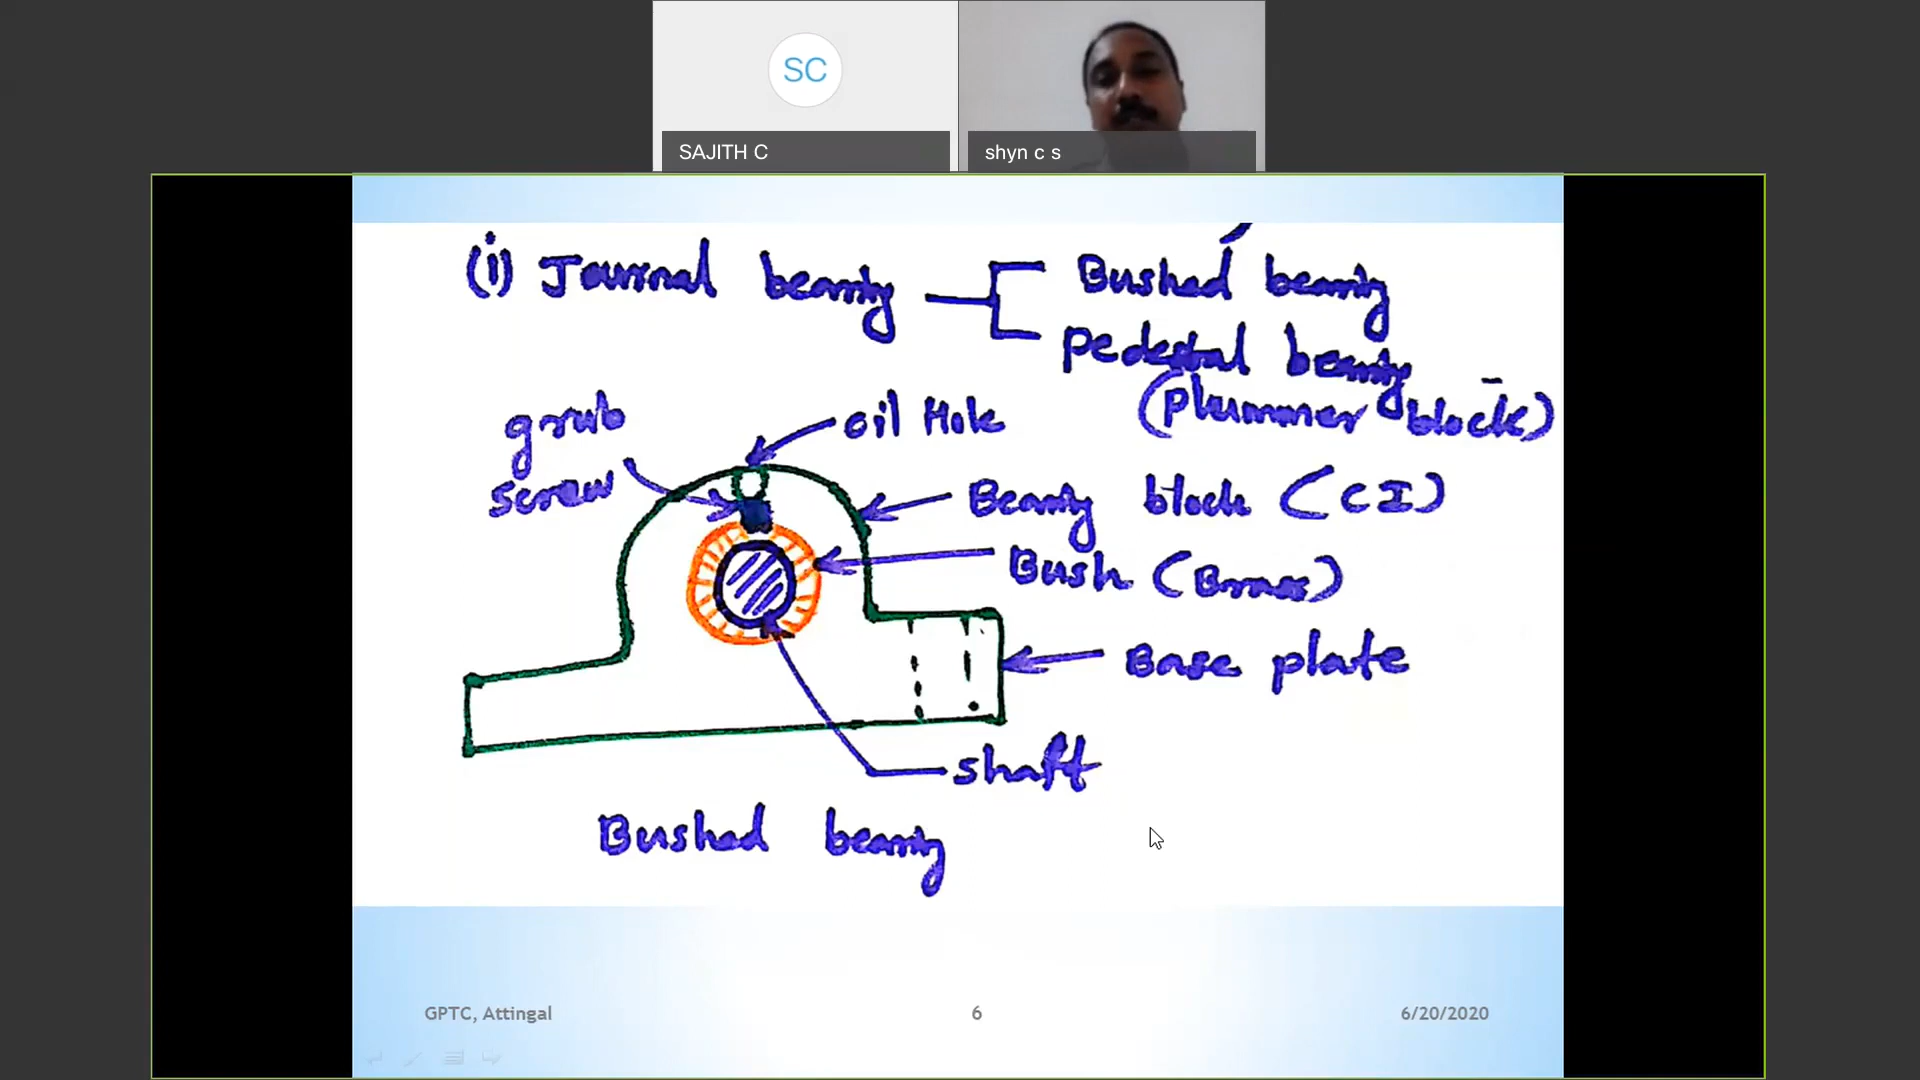 SC
SAJITH C
shyn c s
(i) Journal bearing
Bushed bearing
Pedestal bearing
(Plummer block)
grub
screw
oil Hole
Bearing block (CI)
Bush (Brass)
Base plate
shaft
Bushed bearing
GPTC, Attingal
6
6/20/2020